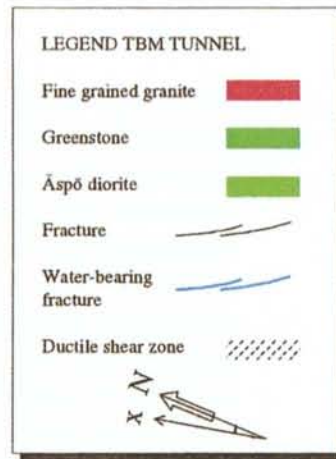 LEGEND TBM TUNNEL
Fine grained granite
Greenstone
Äspö diorite
Fracture
Water-bearing
fracture
Ductile shear zone
N
x